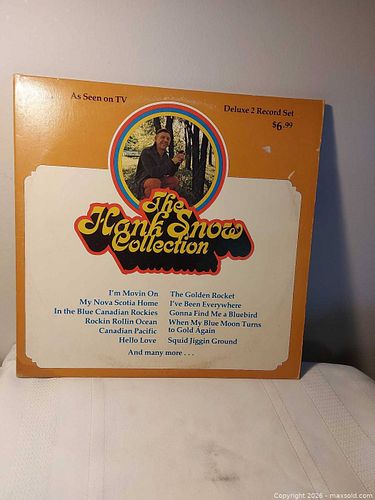 As Seen on TV
Deluxe 2 Record Set
$6.99
The
Hank Snow
Collection
I'm Movin On
My Nova Scotia Home
In the Blue Canadian Rockies
Rockin Rollin Ocean
Canadian Pacific
Hello Love
The Golden Rocket
I've Been Everywhere
Gonna Find Me a Bluebird
When My Blue Moon Turns
to Gold Again
Squid Jiggin Ground
And many more . . .
Copyright 2026 - maxsold.com